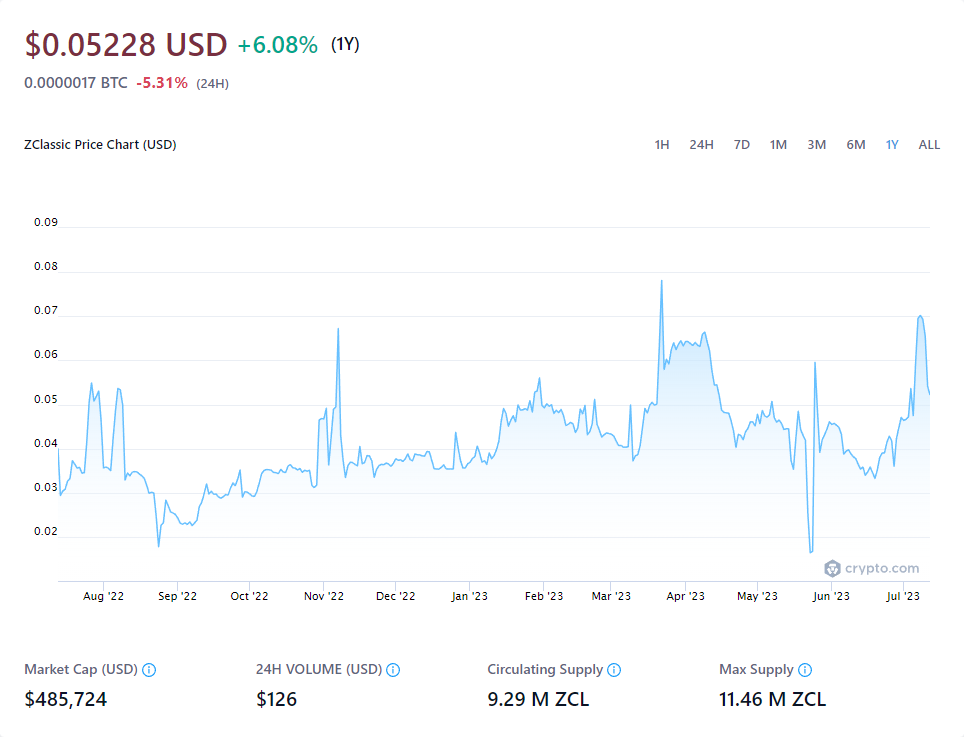 $0.05228 USD +6.08% (1Y)
0.0000017 BTC -5.31% (24H)
ZClassic Price Chart (USD)
1H 24H 7D 1M 3M 6M 1Y ALL
0.09
0.08
0.07
0.06
0.05
0.04
0.03
0.02
crypto.com
Aug '22 Sep '22 Oct '22 Nov '22 Dec '22 Jan '23 Feb '23 Mar '23 Apr '23 May '23 Jun '23 Jul '23
Market Cap (USD) 24H VOLUME (USD) Circulating Supply Max Supply
$485,724 $126 9.29 M ZCL 11.46 M ZCL